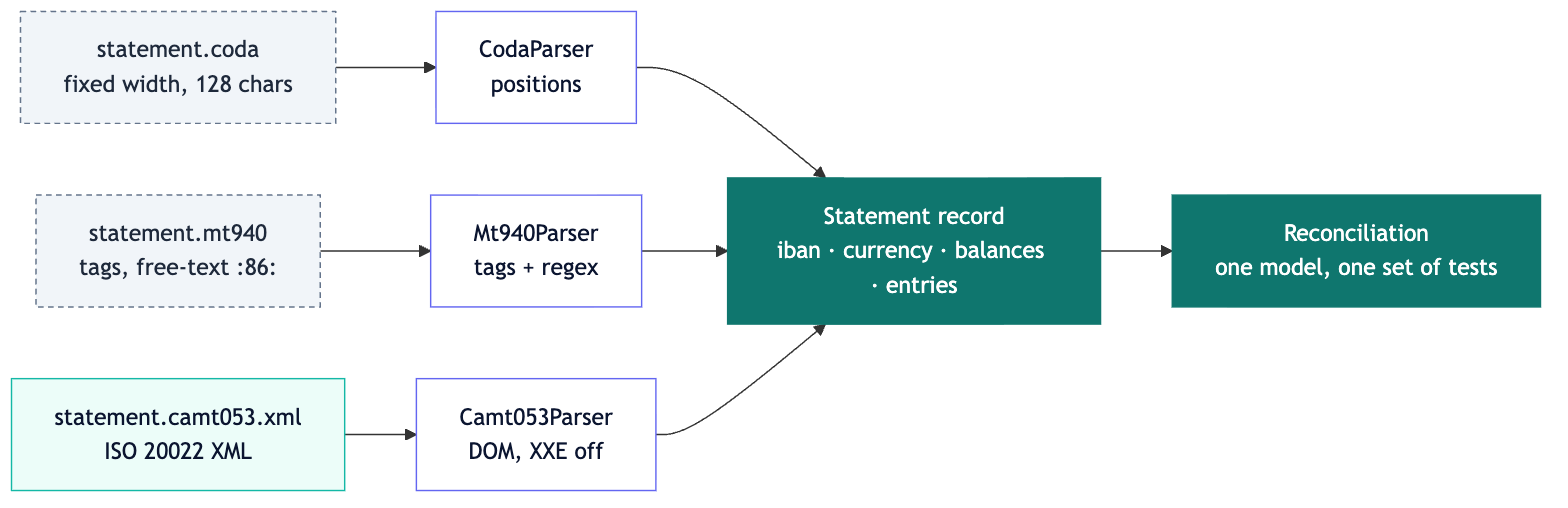 statement.coda
fixed width, 128 chars
CodaParser
positions
statement.mt940
tags, free-text :86:
Mt940Parser
tags + regex
Statement record
iban · currency · balances
· entries
Reconciliation
one model, one set of tests
statement.camt053.xml
ISO 20022 XML
Camt053Parser
DOM, XXE off